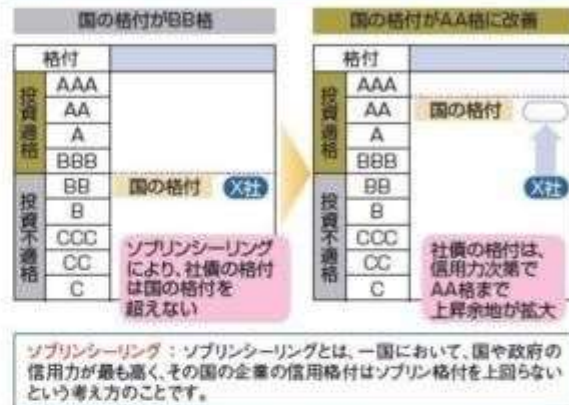 国の格付がBB格
格付
投資適格
AAA
AA
A
BBB
投資不適格
BB
B
CCC
CC
C
国の格付
X社
ソブリンシーリング
により、社債の格付
は国の格付を
超えない
国の格付がAA格に改善
格付
投資適格
AAA
AA
A
BBB
投資不適格
BB
B
CCC
CC
C
国の格付
X社
社債の格付は、
信用力次第で
AA格まで
上昇余地が拡大
ソブリンシーリング : ソブリンシーリングとは、一国において、国や政府の
信用力が最も高く、その国の企業の信用格付はソブリン格付を上回らない
という考え方のことです。